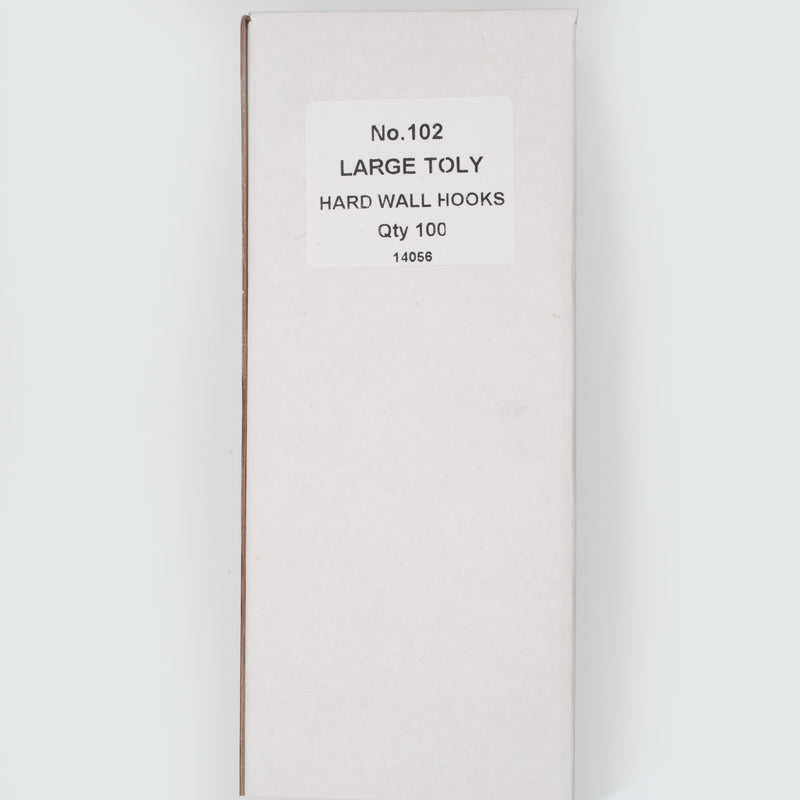 No.102
LARGE TOLY
HARD WALL HOOKS
Qty 100
14056